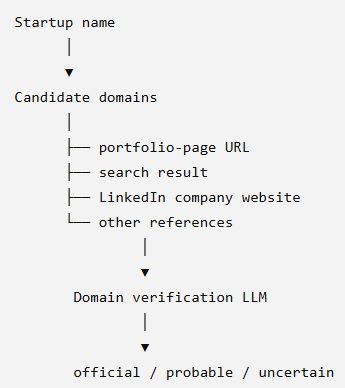 Startup name
Candidate domains
portfolio-page URL
search result
LinkedIn company website
other references
Domain verification LLM
official / probable / uncertain